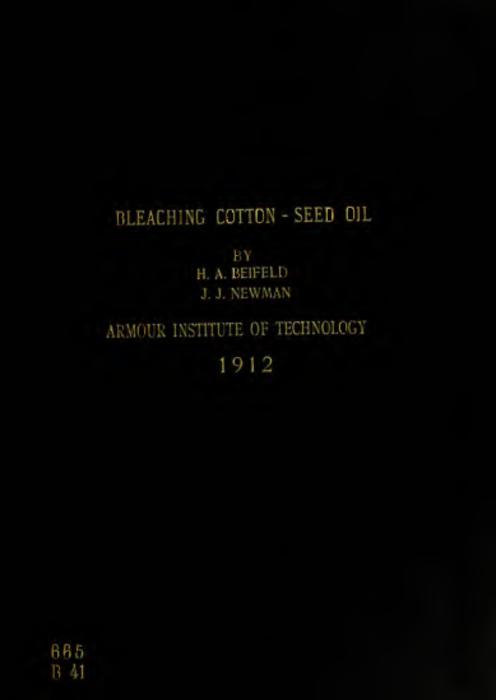 BLEACHING COTTON - SEED OIL
BY
H. A. BEIFELD
J. J. NEWMAN
ARMOUR INSTITUTE OF TECHNOLOGY
1912
665
B 41